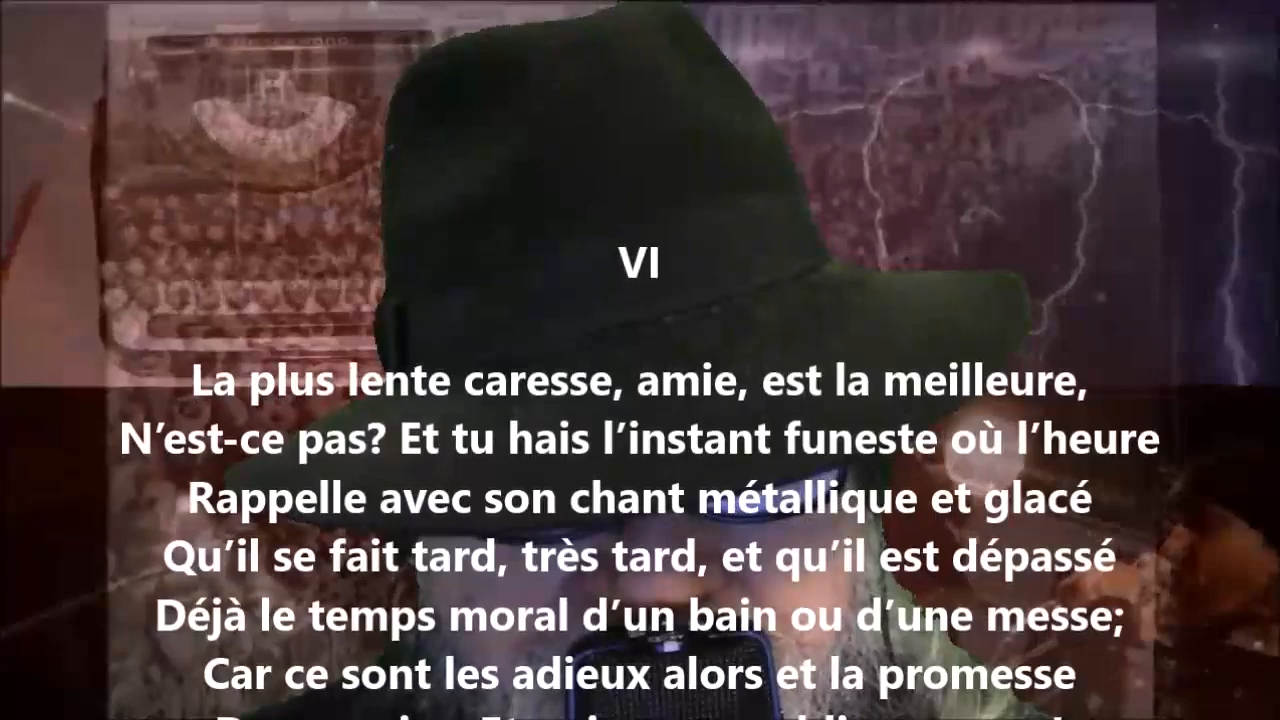 VI
La plus lente caresse, amie, est la meilleure,
N’est-ce pas? Et tu hais l’instant funeste où l’heure
Rappelle avec son chant métallique et glacé
Qu’il se fait tard, très tard, et qu’il est dépassé
Déjà le temps moral d’un bain ou d’une messe;
Car ce sont les adieux alors et la promesse